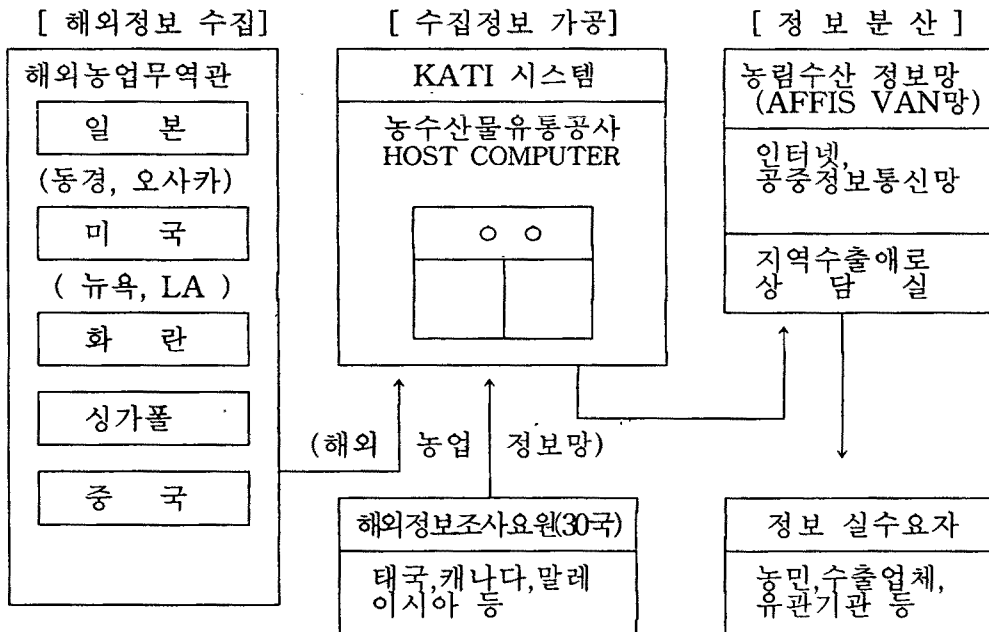 [ 해외정보 수집]
해외농업무역관
일 본
(동경, 오사카)
미 국
( 뉴욕, LA )
화 란
싱가폴
중 국
[ 수집정보 가공]
KATI 시스템
농수산물유통공사
HOST COMPUTER
(해외 농업 정보망)
해외정보조사요원(30국)
태국,캐나다,말레
이시아 등
[ 정 보 분 산 ]
농림수산 정보망
(AFFIS VAN망)
인터넷,
공중정보통신망
지역수출애로
상 담 실
정보 실수요자
농민,수출업체,
유관기관 등